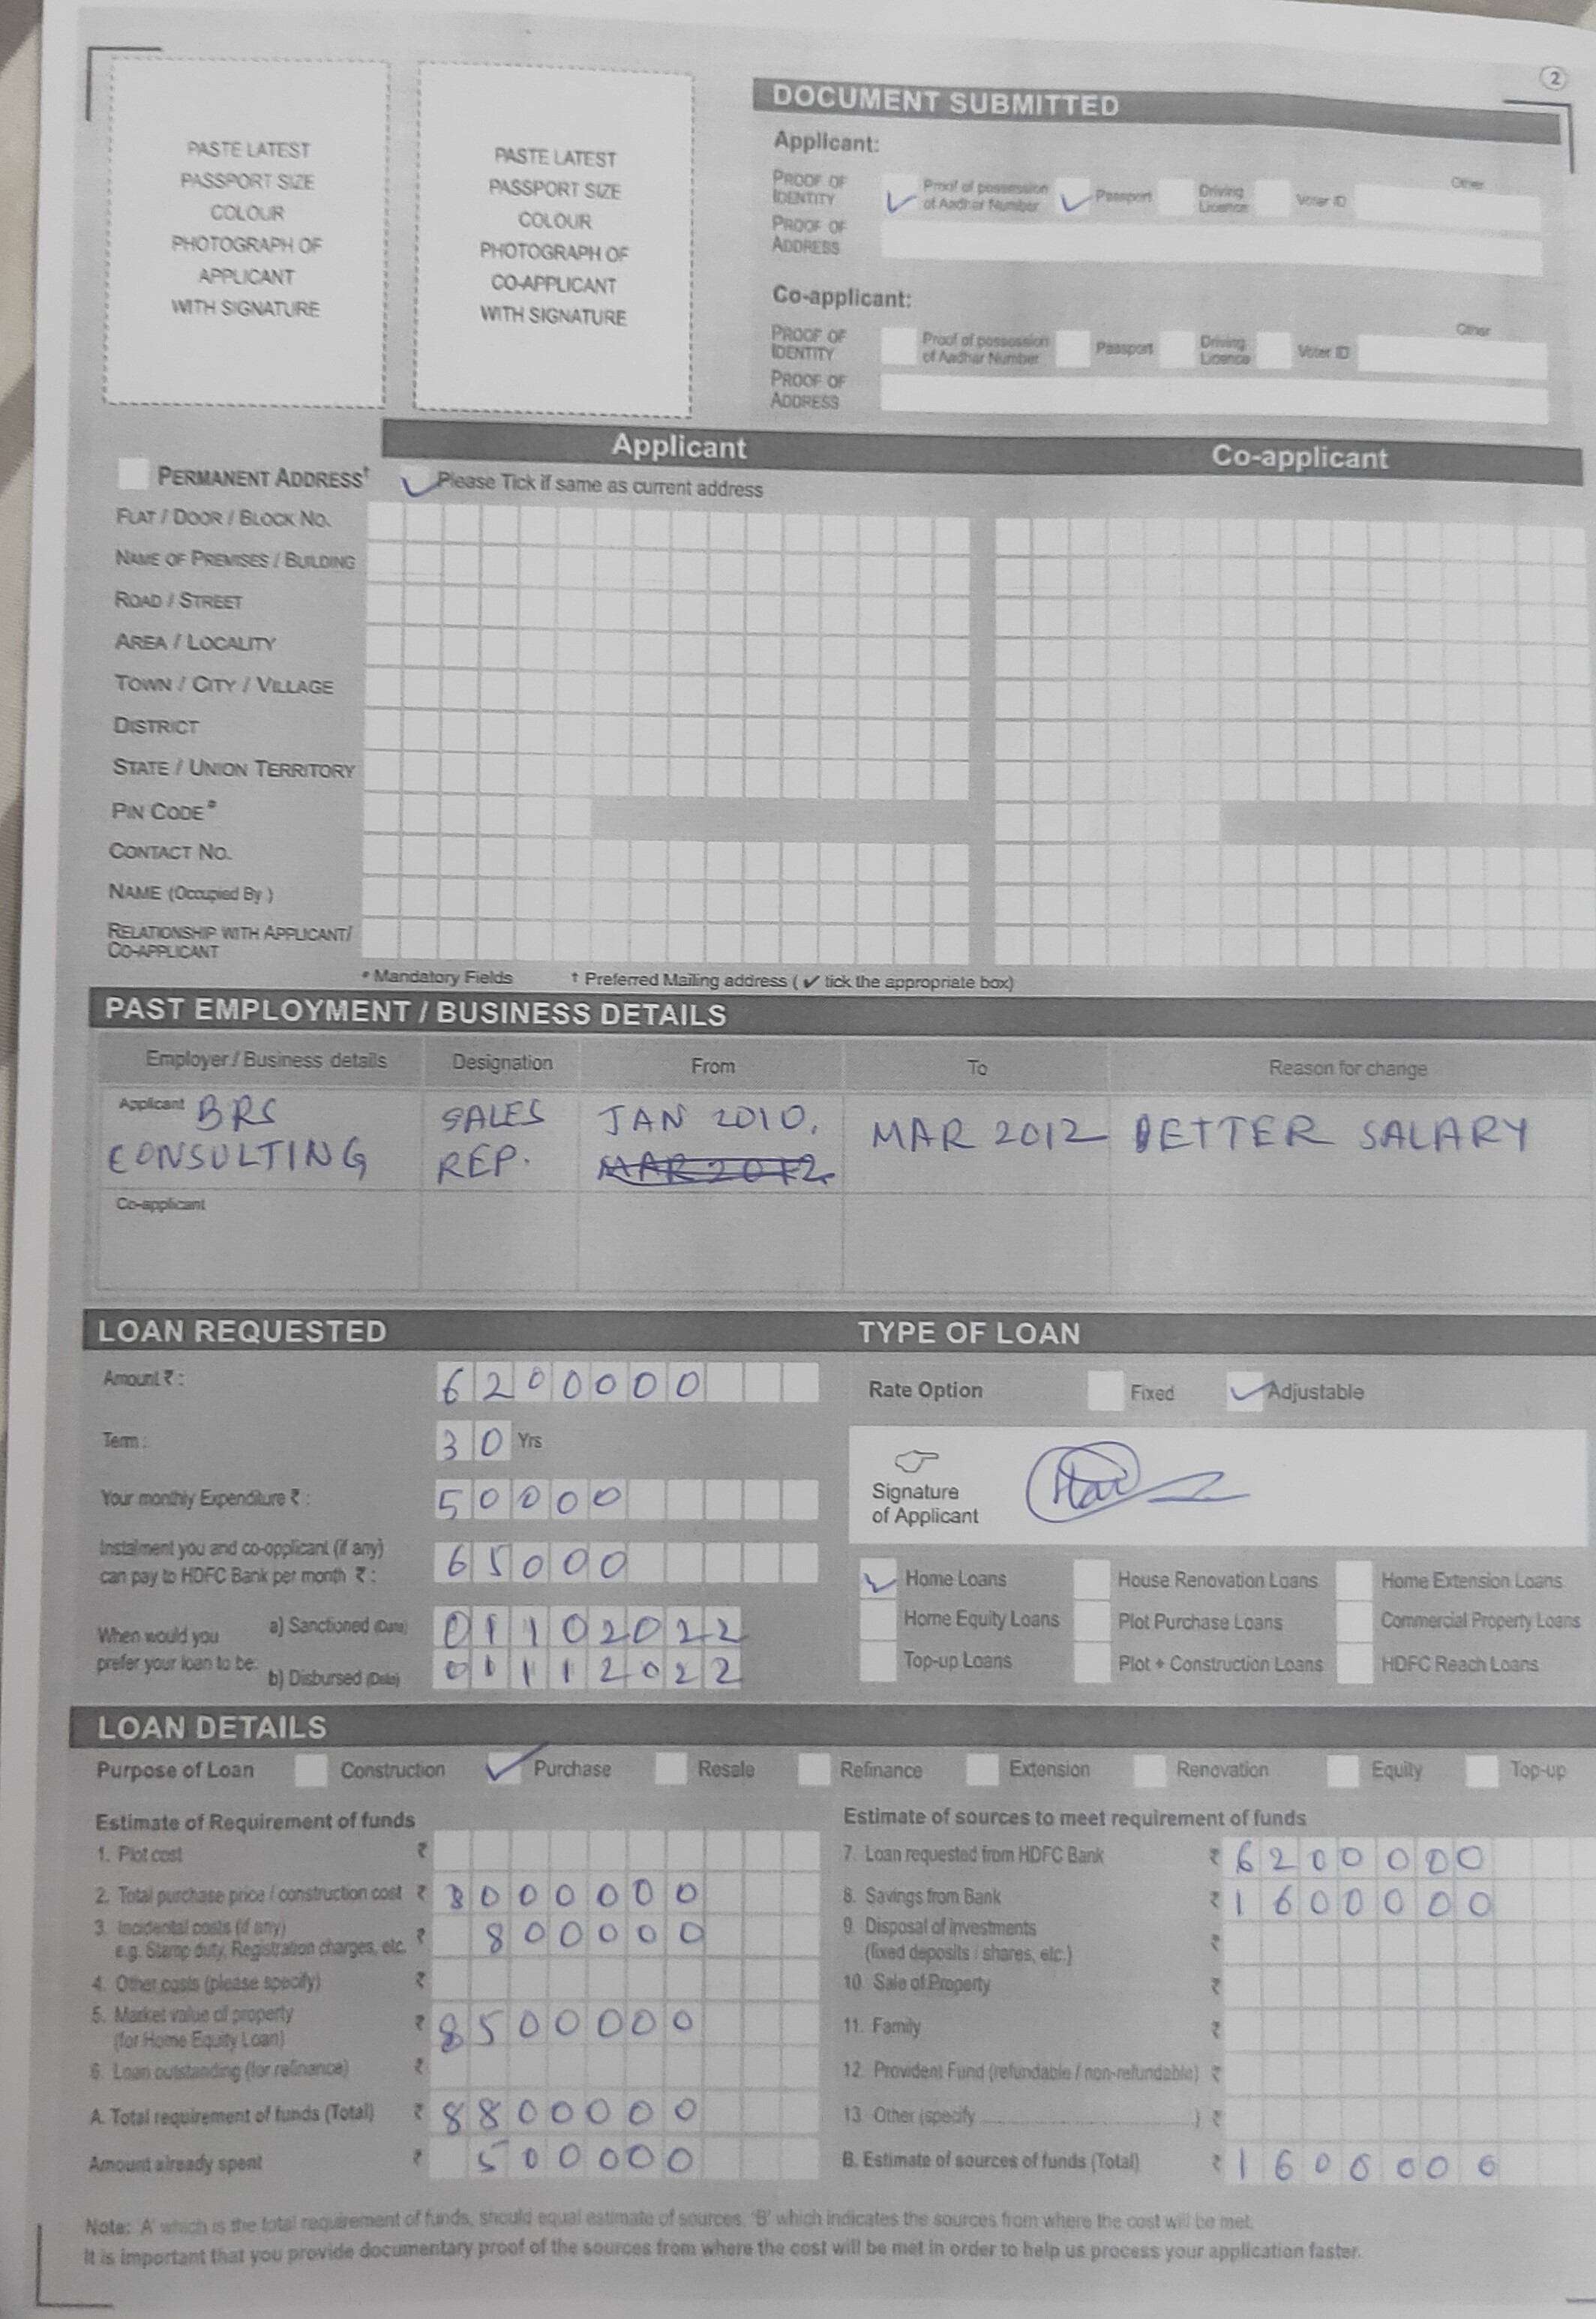 2
PASTE LATEST
PASSPORT SIZE
COLOUR
PHOTOGRAPH OF
APPLICANT
WITH SIGNATURE
PASTE LATEST
PASSPORT SIZE
COLOUR
PHOTOGRAPH OF
CO-APPLICANT
WITH SIGNATURE
DOCUMENT SUBMITTED
Applicant:
PROOF OF IDENTITY ✓ Proof of possession of Aadhar Number ✓ Passport Driving Licence Voter ID Other
PROOF OF ADDRESS
Co-applicant:
PROOF OF IDENTITY Proof of possession of Aadhar Number Passport Driving Licence Voter ID Other
PROOF OF ADDRESS
Applicant Co-applicant
PERMANENT ADDRESS† ✓ Please Tick if same as current address
FLAT / DOOR / BLOCK NO.
NAME OF PREMISES / BUILDING
ROAD / STREET
AREA / LOCALITY
TOWN / CITY / VILLAGE
DISTRICT
STATE / UNION TERRITORY
PIN CODE#
CONTACT NO.
NAME (Occupied By )
RELATIONSHIP WITH APPLICANT/
CO-APPLICANT
# Mandatory Fields † Preferred Mailing address ( ✔ tick the appropriate box)
PAST EMPLOYMENT / BUSINESS DETAILS
Employer / Business details Designation From To Reason for change
Applicant BRS SALES JAN 2010. MAR 2012 BETTER SALARY
CONSULTING REP. MAR 2012
Co-applicant
LOAN REQUESTED
Amount ₹ : 6200000
Term : 30 Yrs
Your monthly Expenditure ₹ : 50000
Instalment you and co-applicant (if any)
can pay to HDFC Bank per month ₹ : 65000
When would you prefer your loan to be: a) Sanctioned (Date) 01102022
b) Disbursed (Date) 01112022
TYPE OF LOAN
Rate Option Fixed ✓ Adjustable
Signature
of Applicant
✓ Home Loans House Renovation Loans Home Extension Loans
Home Equity Loans Plot Purchase Loans Commercial Property Loans
Top-up Loans Plot + Construction Loans HDFC Reach Loans
LOAN DETAILS
Purpose of Loan Construction ✓ Purchase Resale Refinance Extension Renovation Equity Top-up
Estimate of Requirement of funds
1. Plot cost ₹
2. Total purchase price / construction cost ₹ 8000000
3. Incidental costs (if any)
e.g. Stamp duty, Registration charges, etc. ₹ 800000
4. Other costs (please specify) ₹
5. Market value of property
(for Home Equity Loan) ₹ 8500000
6. Loan outstanding (for refinance) ₹
A. Total requirement of funds (Total) ₹ 8800000
Amount already spent ₹ 500000
Estimate of sources to meet requirement of funds
7. Loan requested from HDFC Bank ₹ 6200000
8. Savings from Bank ₹ 1600000
9. Disposal of investments
(fixed deposits / shares, etc.) ₹
10. Sale of Property ₹
11. Family ₹
12. Provident Fund (refundable / non-refundable) ₹
13. Other (specify ........................................) ₹
B. Estimate of sources of funds (Total) ₹ 1600000
Note: 'A' which is the total requirement of funds, should equal estimate of sources, 'B' which indicates the sources from where the cost will be met.
It is important that you provide documentary proof of the sources from where the cost will be met in order to help us process your application faster.